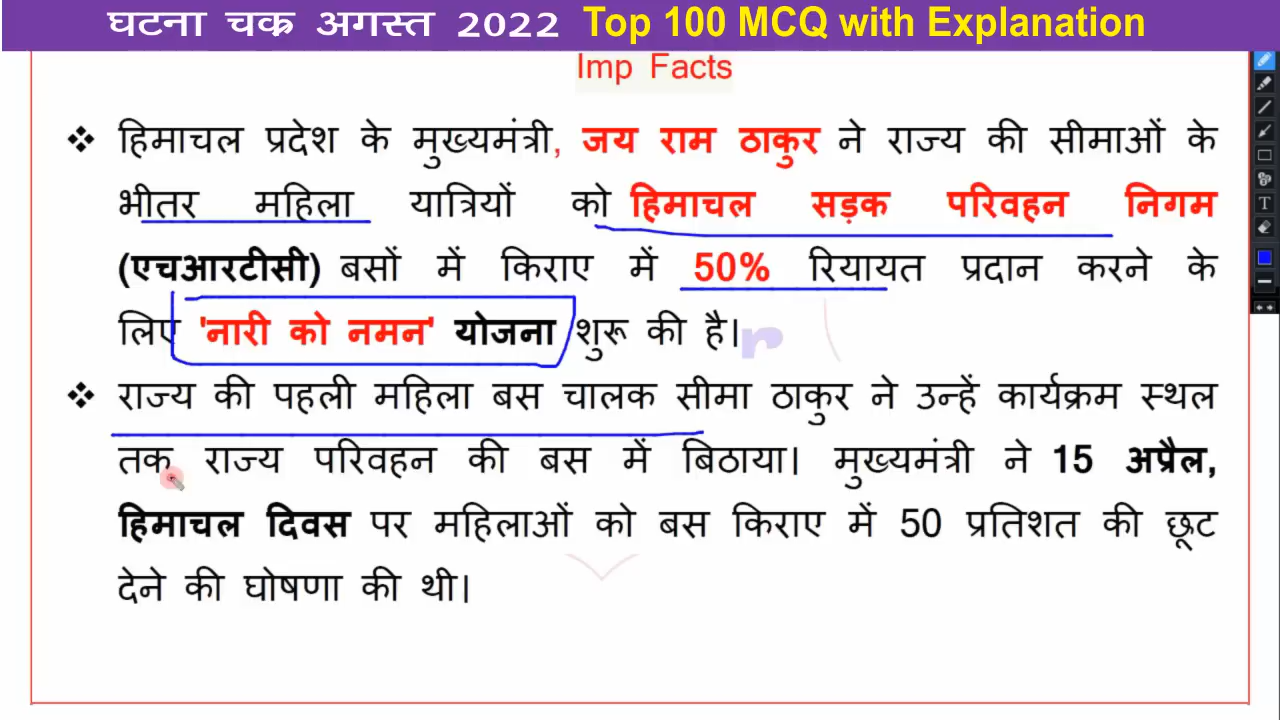 घटना चक्र अगस्त 2022 Top 100 MCQ with Explanation
Imp Facts
❖ हिमाचल प्रदेश के मुख्यमंत्री, जय राम ठाकुर ने राज्य की सीमाओं के
भीतर महिला यात्रियों को हिमाचल सड़क परिवहन निगम
(एचआरटीसी) बसों में किराए में 50% रियायत प्रदान करने के
लिए 'नारी को नमन' योजना शुरू की है।
❖ राज्य की पहली महिला बस चालक सीमा ठाकुर ने उन्हें कार्यक्रम स्थल
तक राज्य परिवहन की बस में बिठाया। मुख्यमंत्री ने 15 अप्रैल,
हिमाचल दिवस पर महिलाओं को बस किराए में 50 प्रतिशत की छूट
देने की घोषणा की थी।